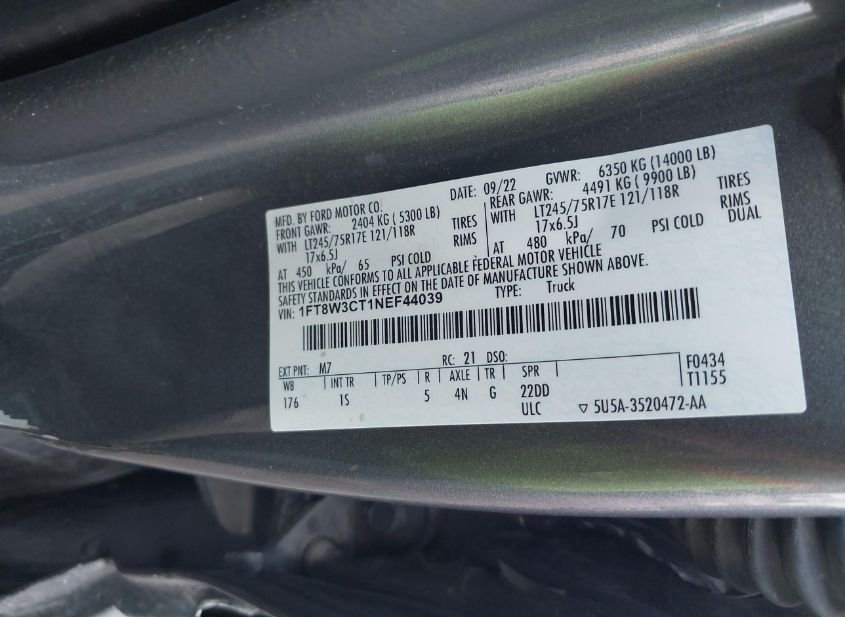 MFD. BY FORD MOTOR CO. DATE: 09/22 GVWR: 6350 KG (14000 LB)
FRONT GAWR: 2404 KG ( 5300 LB) REAR GAWR: 4491 KG ( 9900 LB)
WITH LT245/75R17E 121/118R TIRES WITH LT245/75R17E 121/118R TIRES
17x6.5J RIMS 17x6.5J RIMS
AT 450 kPa/ 65 PSI COLD AT 480 kPa/ 70 PSI COLD DUAL
THIS VEHICLE CONFORMS TO ALL APPLICABLE FEDERAL MOTOR VEHICLE
SAFETY STANDARDS IN EFFECT ON THE DATE OF MANUFACTURE SHOWN ABOVE.
VIN: 1FT8W3CT1NEF44039 TYPE: Truck
EXT PNT: M7 RC: 21 DSO:
WB INT TR TP/PS R AXLE TR SPR F0434
176 1S 5 4N G 22DD T1155
ULC ▽ 5U5A-3520472-AA